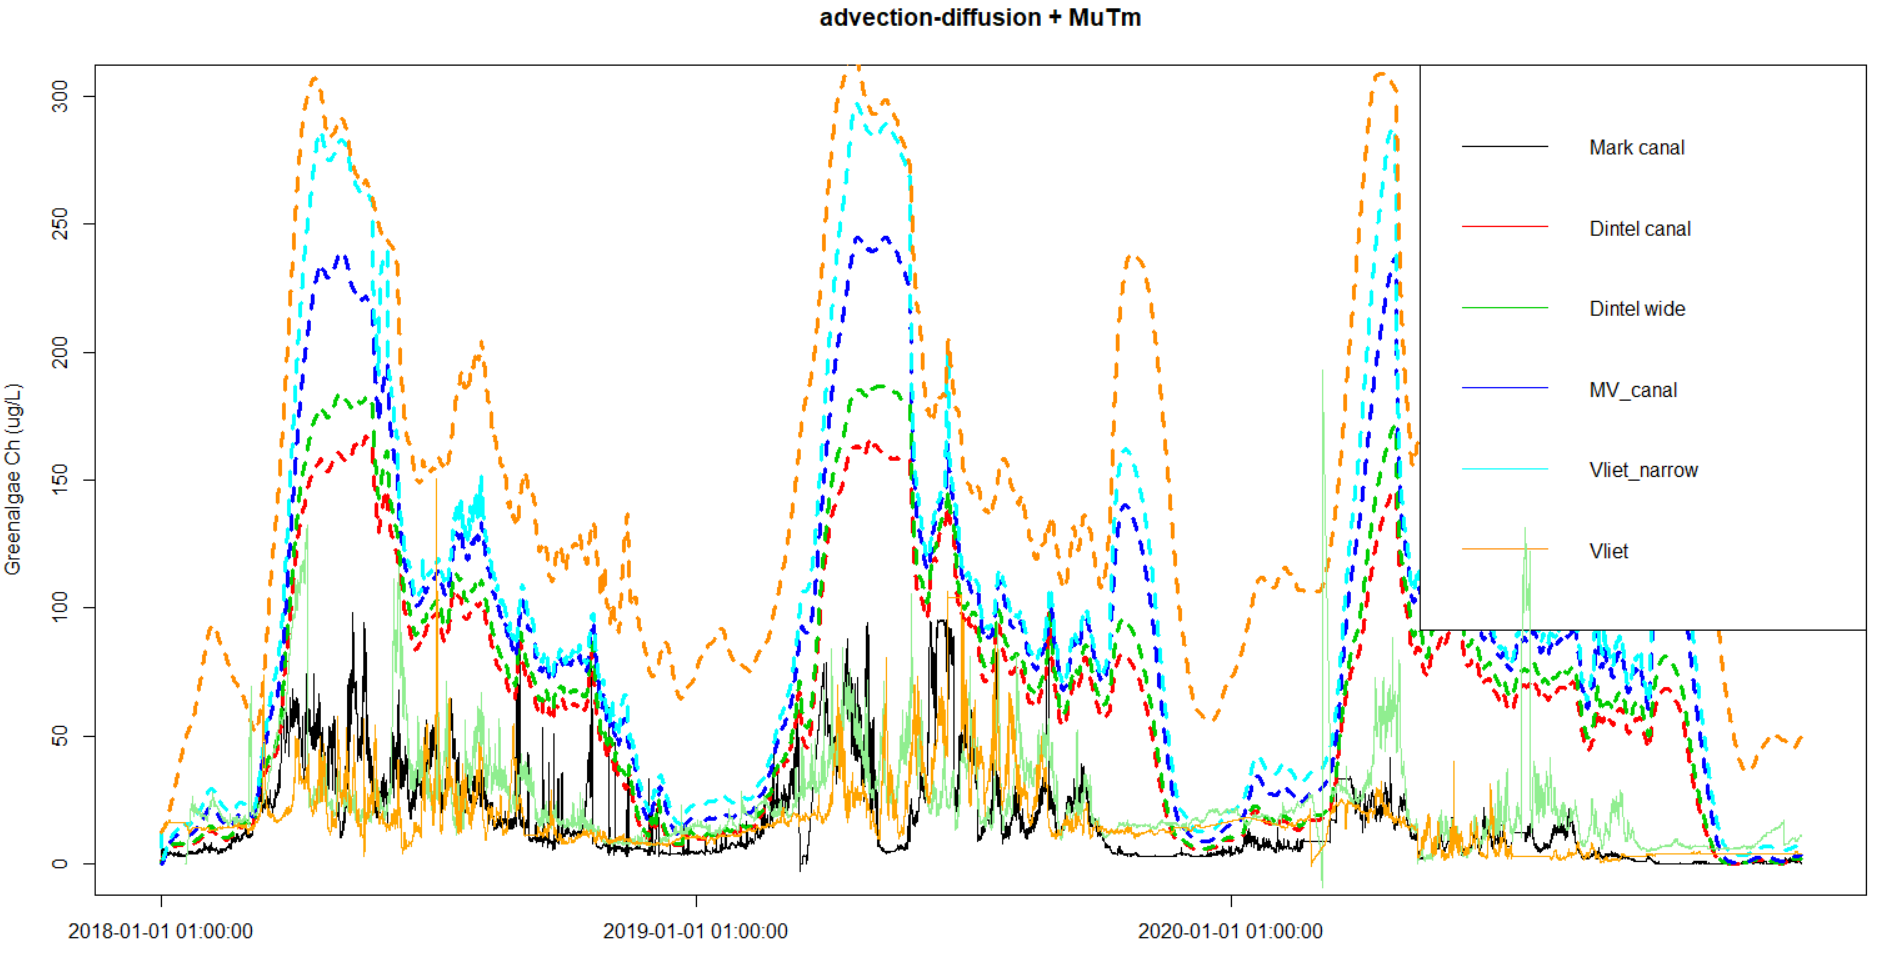 advection-diffusion + MuTm
Greenalgae Ch (ug/L)
300
250
200
150
100
50
0
Mark canal
Dintel canal
Dintel wide
MV_canal
Vliet_narrow
Vliet
2018-01-01 01:00:00
2019-01-01 01:00:00
2020-01-01 01:00:00